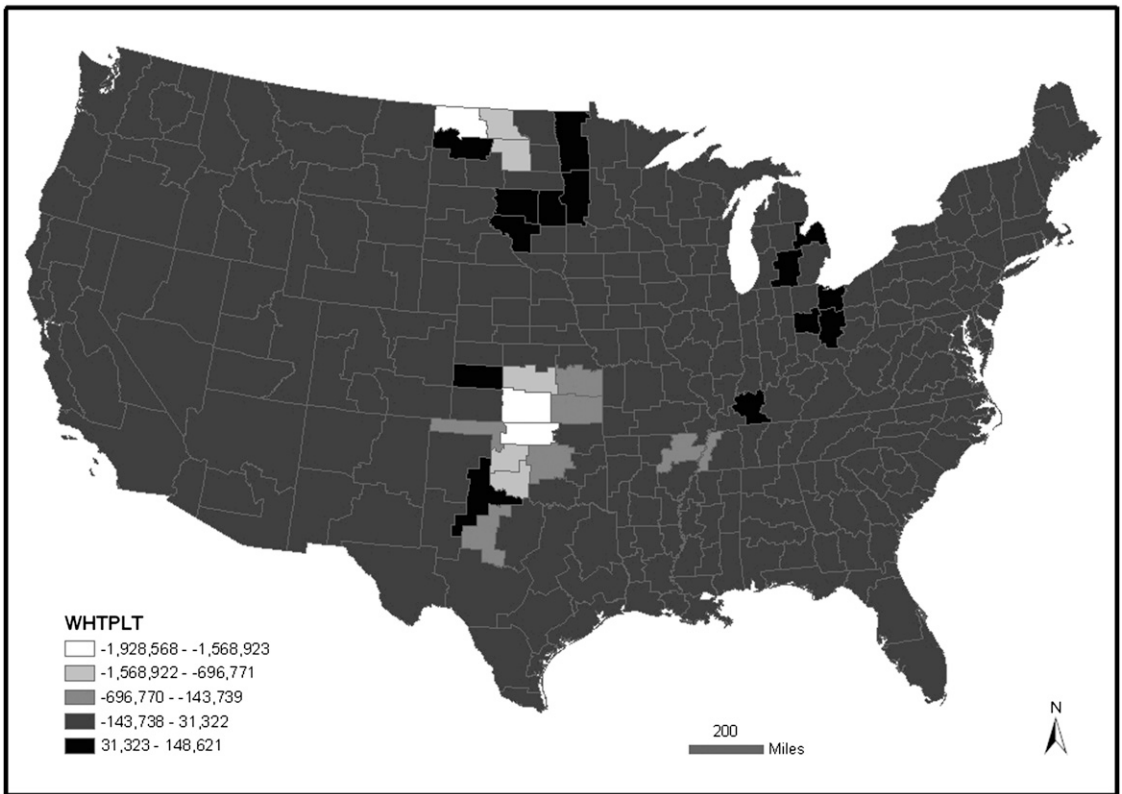 WHTPLT
-1,928,568 - -1,568,923
-1,568,922 - -696,771
-696,770 - -143,739
-143,738 - 31,322
31,323 - 148,621
200
Miles
N